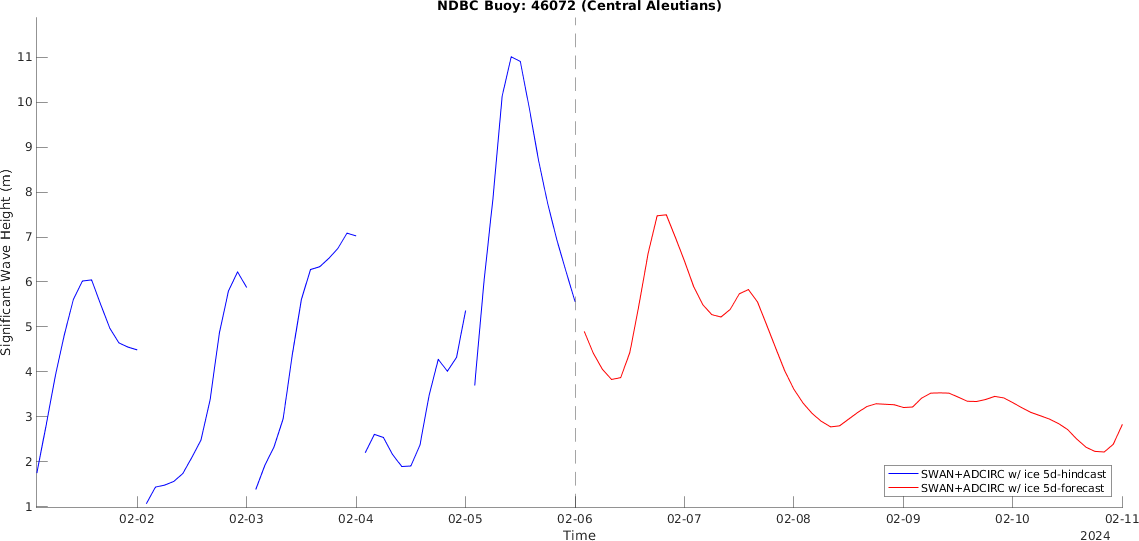 NDBC Buoy: 46072 (Central Aleutians)
Significant Wave Height (m)
11
10
9
8
7
6
5
4
3
2
1
SWAN+ADCIRC w/ ice 5d-hindcast
SWAN+ADCIRC w/ ice 5d-forecast
02-02 02-03 02-04 02-05 02-06 02-07 02-08 02-09 02-10 02-11
Time
2024